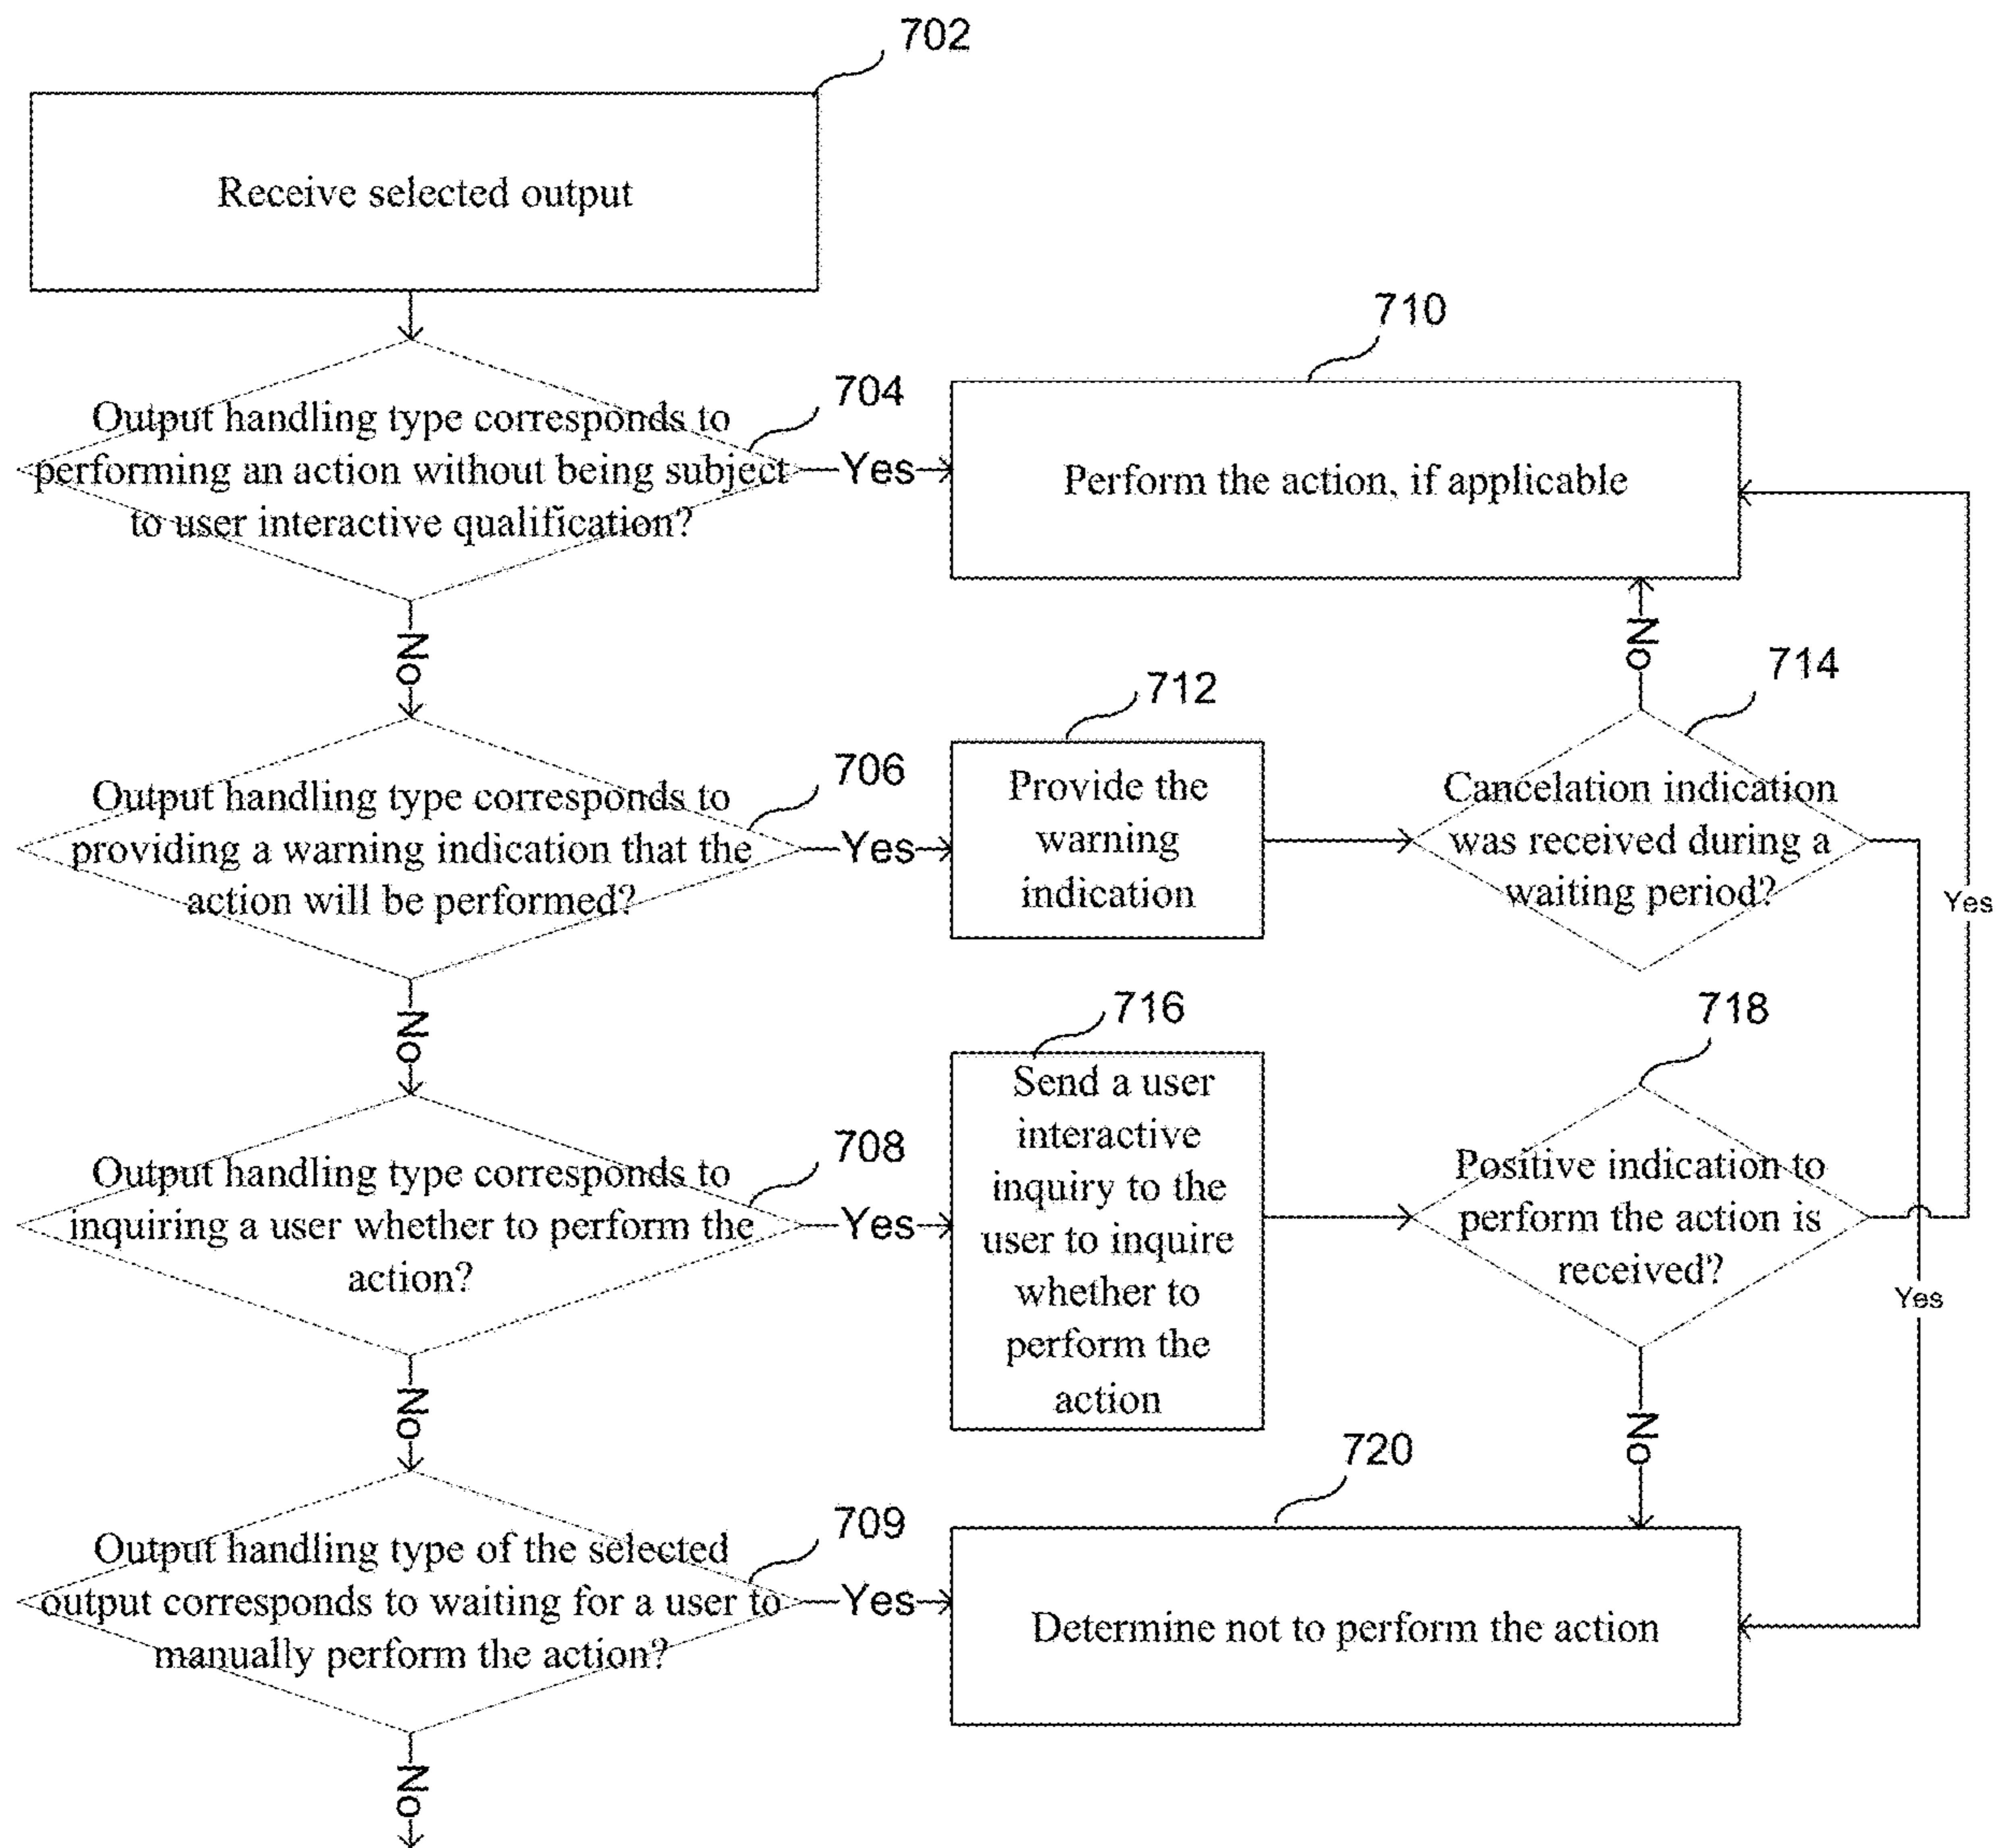 702
Receive selected output
710
704
Output handling type corresponds to
performing an action without being subject
to user interactive qualification?
Yes
Perform the action, if applicable
No
No
714
712
706
Output handling type corresponds to
providing a warning indication that the
action will be performed?
Yes
Provide the
warning
indication
Cancelation indication
was received during a
waiting period?
Yes
No
716
718
708
Output handling type corresponds to
inquiring a user whether to perform the
action?
Yes
Send a user
interactive
inquiry to the
user to inquire
whether to
perform the
action
Positive indication to
perform the action is
received?
Yes
No
No
720
709
Output handling type of the selected
output corresponds to waiting for a user to
manually perform the action?
Yes
Determine not to perform the action
No